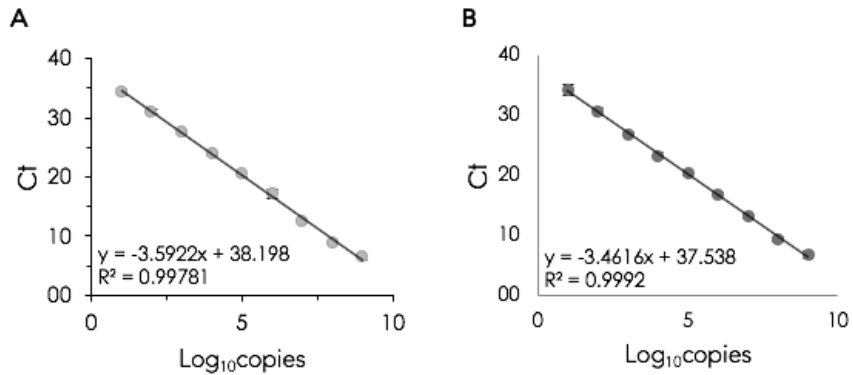 A
40
30
20
10
00
Ct
y = -3.5922x + 38.198
R² = 0.99781
0 5 10
Log₁₀copies
B
40
30
20
10
00
Ct
y = -3.4616x + 37.538
R² = 0.9992
0 5 10
Log₁₀copies